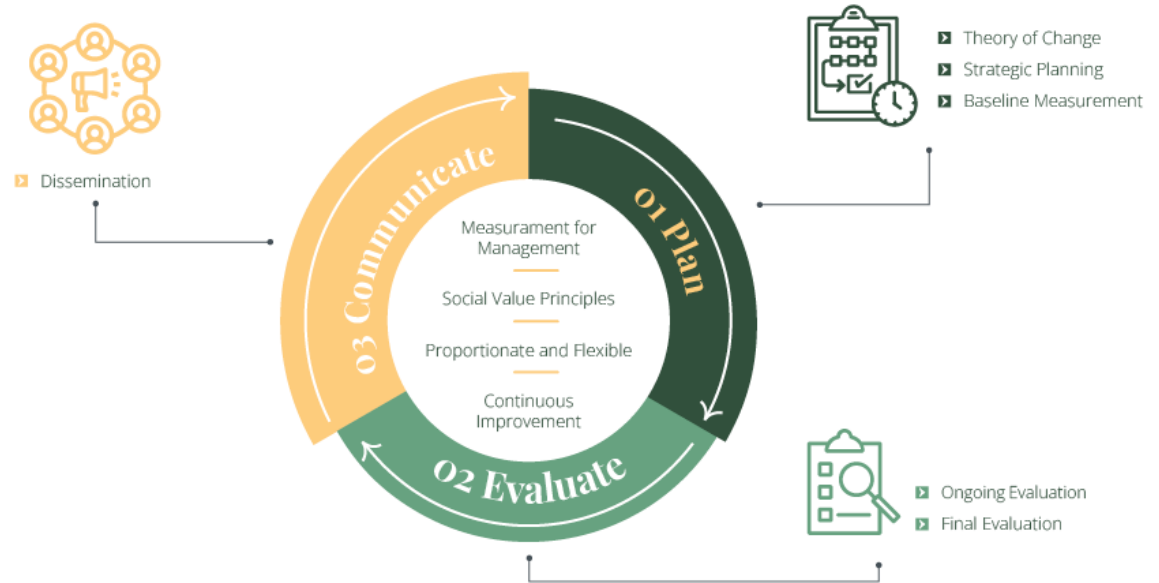 Theory of Change
Strategic Planning
Baseline Measurement
Dissemination
03 Communicate
01 Plan
Measurament for
Management
Social Value Principles
Proportionate and Flexible
Continuous
Improvement
02 Evaluate
Ongoing Evaluation
Final Evaluation